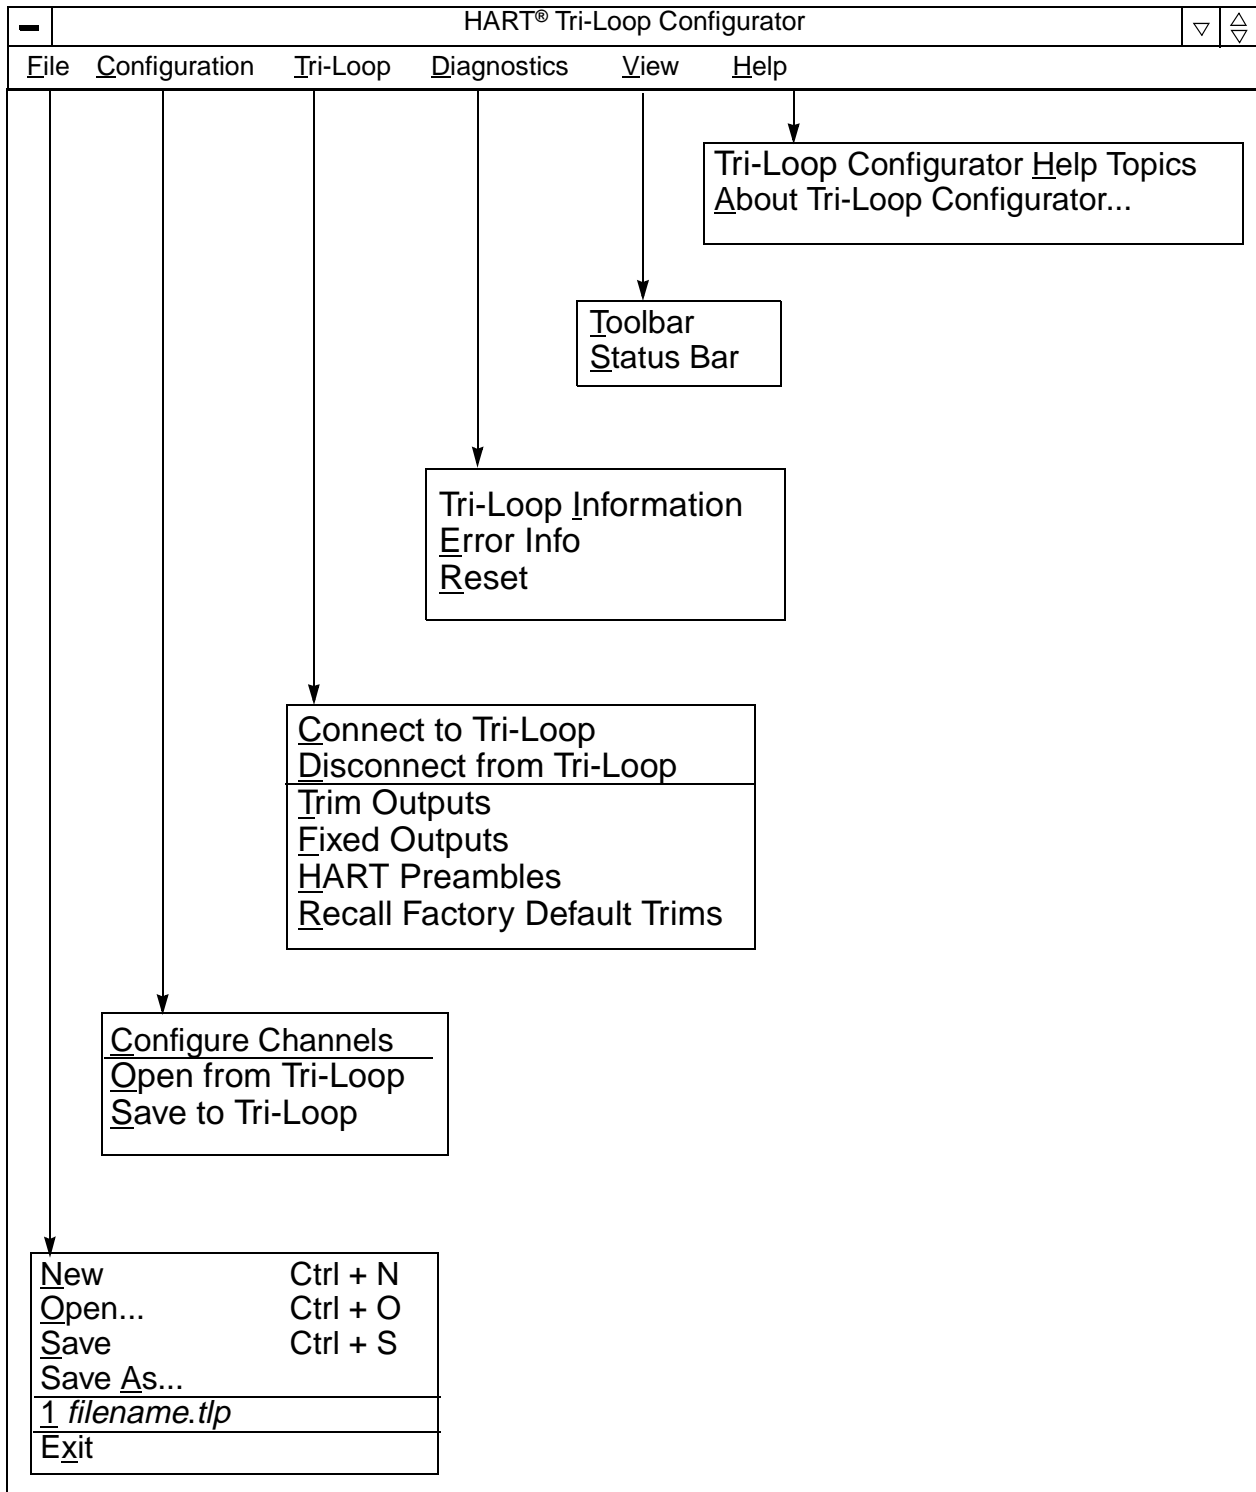 HART® Tri-Loop Configurator
File Configuration Tri-Loop Diagnostics View Help
Tri-Loop Configurator Help Topics
About Tri-Loop Configurator...
Toolbar
Status Bar
Tri-Loop Information
Error Info
Reset
Connect to Tri-Loop
Disconnect from Tri-Loop
Trim Outputs
Fixed Outputs
HART Preambles
Recall Factory Default Trims
Configure Channels
Open from Tri-Loop
Save to Tri-Loop
New Ctrl + N
Open... Ctrl + O
Save Ctrl + S
Save As...
1 filename.tlp
Exit